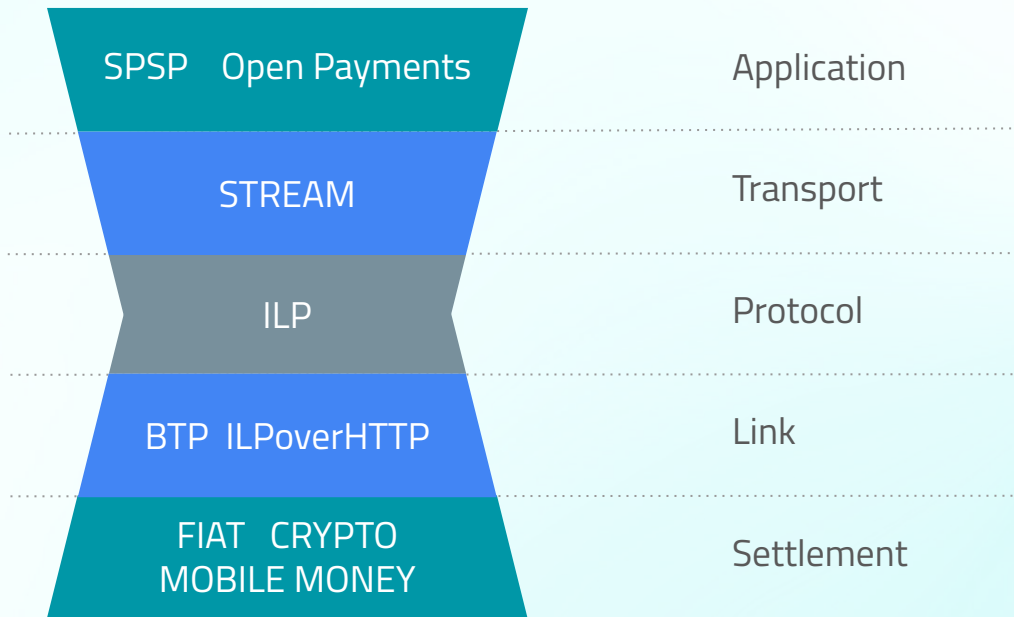 SPSP Open Payments
Application
STREAM
Transport
ILP
Protocol
BTP ILPoverHTTP
Link
FIAT CRYPTO
MOBILE MONEY
Settlement